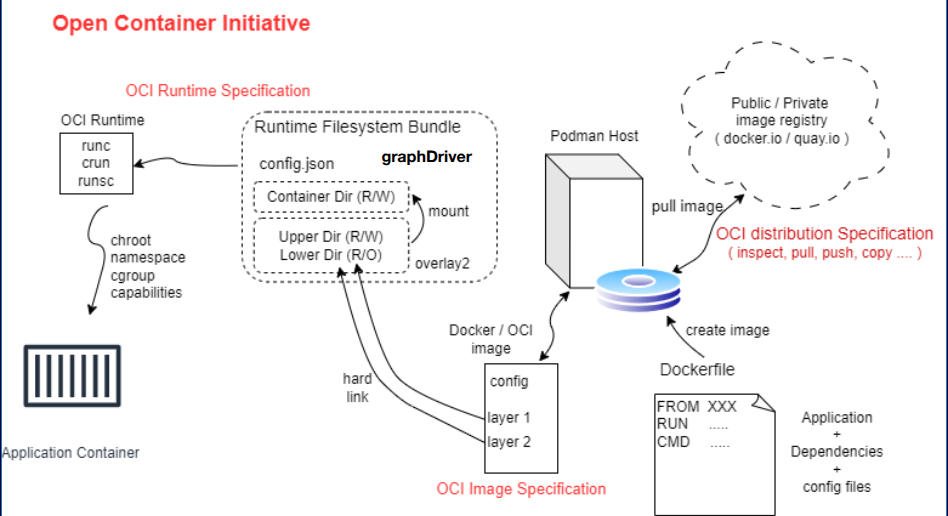 Open Container Initiative
OCI Runtime Specification
OCI Runtime
runc
crun
runsc
Runtime Filesystem Bundle
config.json
graphDriver
Container Dir (R/W)
mount
Upper Dir (R/W)
Lower Dir (R/O)
overlay2
chroot
namespace
cgroup
capabilities
Application Container
hard
link
Podman Host
Public / Private
image registry
( docker.io / quay.io )
pull image
OCI distribution Specification
( inspect, pull, push, copy .... )
Docker / OCI
image
config
layer 1
layer 2
OCI Image Specification
create image
Dockerfile
FROM XXX
RUN .....
CMD .....
Application
+
Dependencies
+
config files